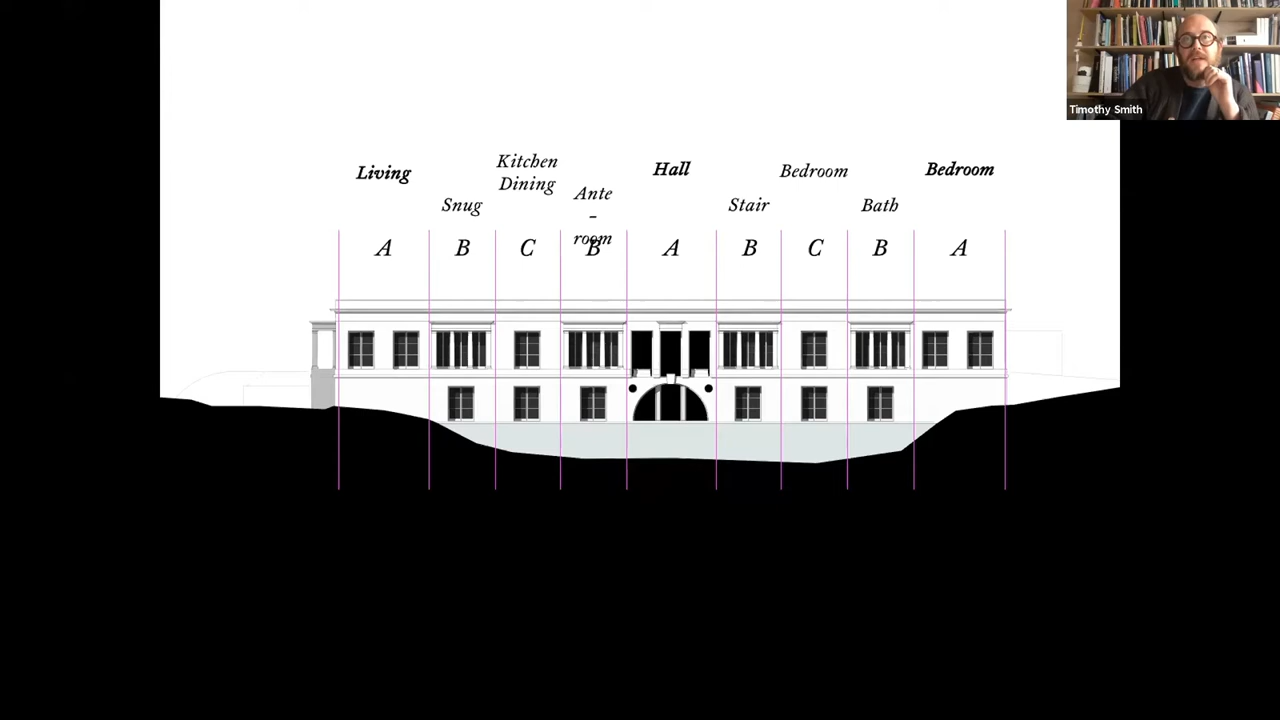 Timothy Smith
Living
Snug
Kitchen
Dining
Ante
-
room
Hall
Stair
Bedroom
Bath
Bedroom
A B C B A B C B A